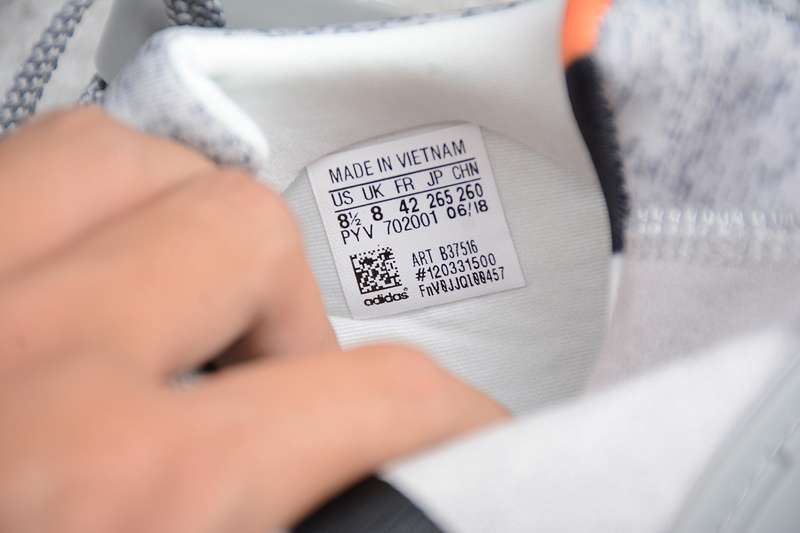 MADE IN VIETNAM
US UK FR JP CHN
8½ 8 42 265 260
PYV 702001 06/18
ART B37516
#120331500
adidas